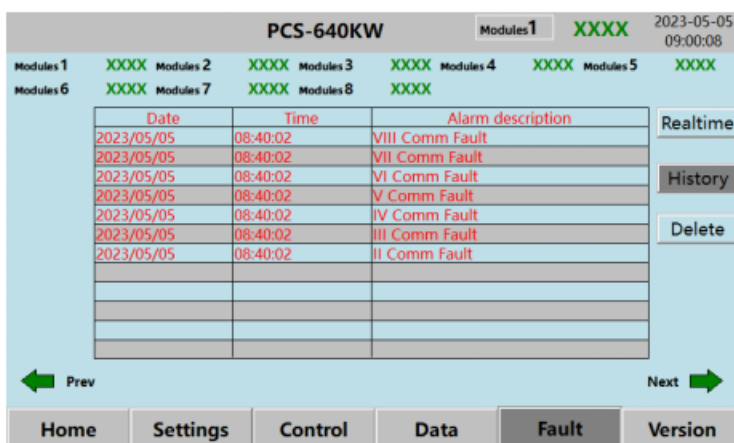 PCS-640KW Modules1 XXXX 2023-05-05
09:00:08
Modules1 XXXX Modules2 XXXX Modules3 XXXX Modules4 XXXX Modules5 XXXX
Modules6 XXXX Modules7 XXXX Modules8 XXXX
Date Time Alarm description
2023/05/05 08:40:02 VIII Comm Fault
2023/05/05 08:40:02 VII Comm Fault
2023/05/05 08:40:02 VI Comm Fault
2023/05/05 08:40:02 V Comm Fault
2023/05/05 08:40:02 IV Comm Fault
2023/05/05 08:40:02 III Comm Fault
2023/05/05 08:40:02 II Comm Fault
Realtime
History
Delete
Prev Next
Home Settings Control Data Fault Version